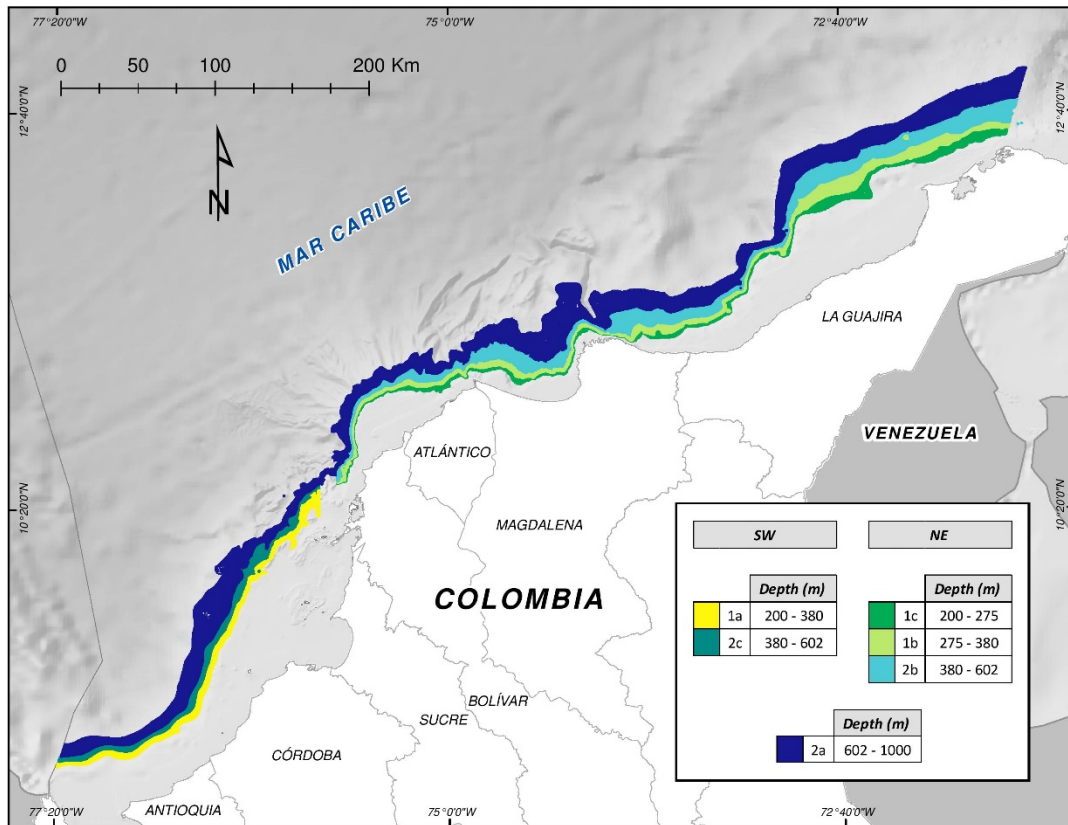 77°20'0"W 75°0'0"W 72°40'0"W
0 50 100 200 Km
12°40'0"N 12°40'0"N
N
MAR CARIBE
LA GUAJIRA
VENEZUELA
ATLÁNTICO
10°20'0"N 10°20'0"N
MAGDALENA
COLOMBIA
BOLÍVAR
SUCRE
CÓRDOBA
ANTIOQUIA
SW NE
Depth (m) Depth (m)
1a 200 - 380 1c 200 - 275
2c 380 - 602 1b 275 - 380
2b 380 - 602
Depth (m)
2a 602 - 1000
77°20'0"W 75°0'0"W 72°40'0"W